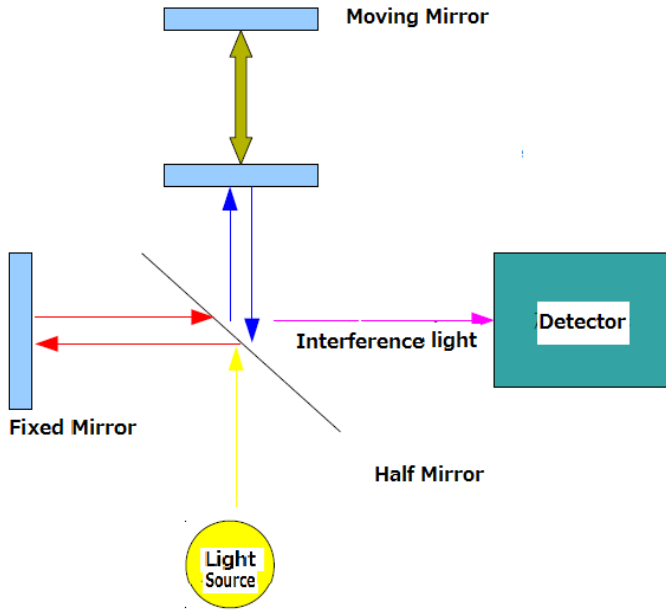 Moving Mirror
Detector
Interference light
Fixed Mirror
Half Mirror
Light
Source